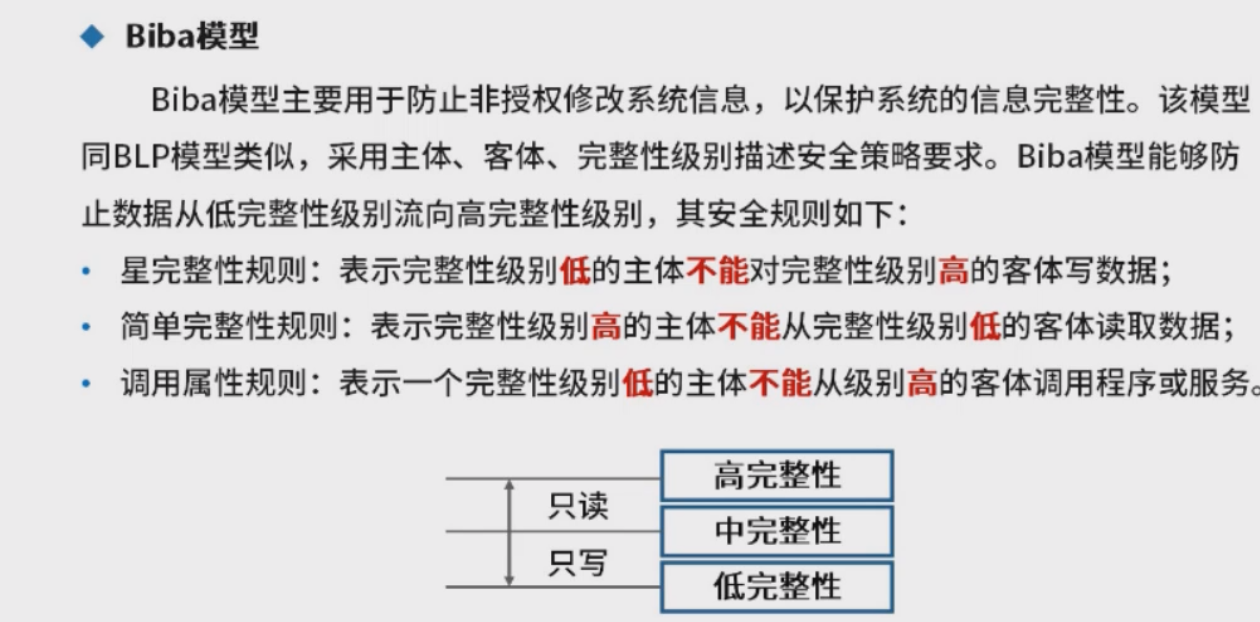 Biba模型
Biba模型主要用于防止非授权修改系统信息，以保护系统的信息完整性。该模型
同BLP模型类似，采用主体、客体、完整性级别描述安全策略要求。Biba模型能够防
止数据从低完整性级别流向高完整性级别，其安全规则如下：
• 星完整性规则：表示完整性级别低的主体不能对完整性级别高的客体写数据；
• 简单完整性规则：表示完整性级别高的主体不能从完整性级别低的客体读取数据；
• 调用属性规则：表示一个完整性级别低的主体不能从级别高的客体调用程序或服务。
高完整性
只读
中完整性
只写
低完整性